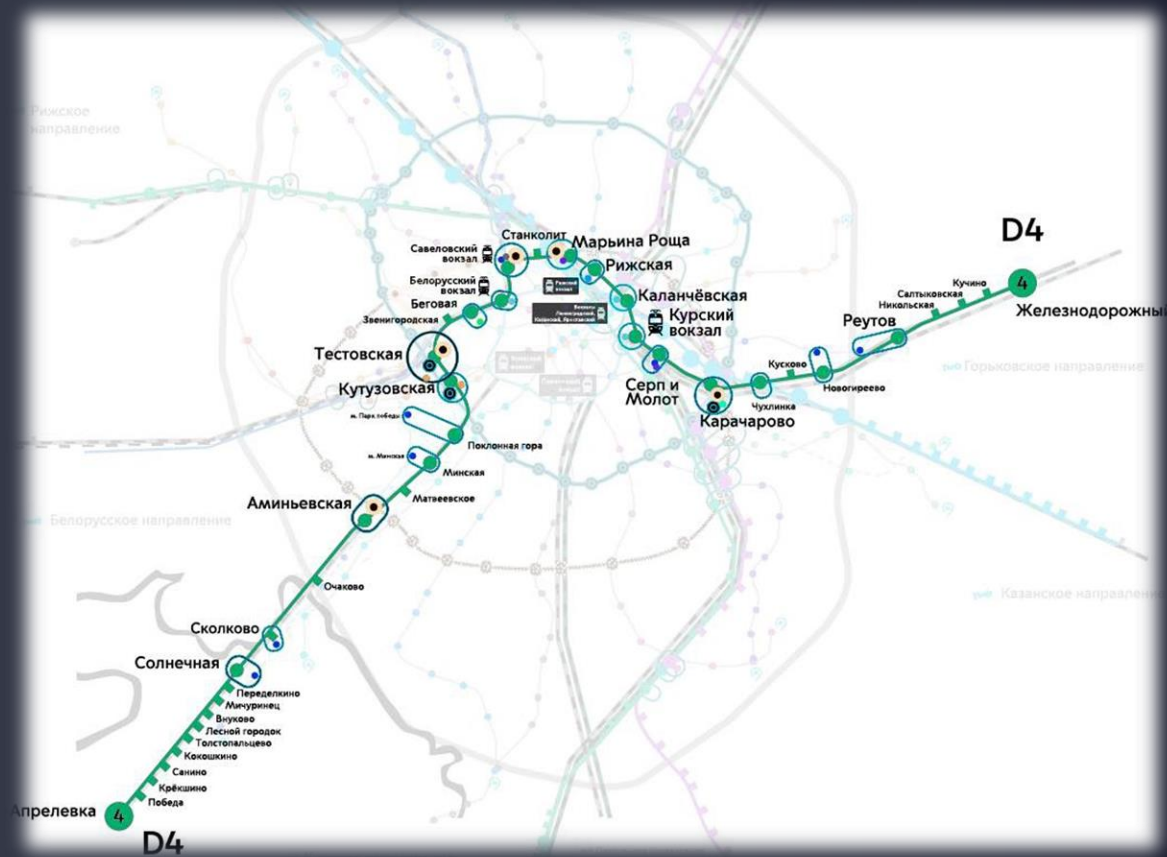 Рижское
направление
D4
Станколит
Савеловский
вокзал
Марьина Роща
Рижская
Белорусский
вокзал
Беговая
Звенигородская
Каланчёвская
Курский
вокзал
Кучино
Салтыковская
Никольская
4
Железнодорожный
Реутов
Тестовская
Кутузовская
Серп и
Молот
Кусково
Новогиреево
Чухлинка
Карачарово
Горьковское направление
м. Парк победы
Поклонная гора
м. Минская
Минская
Матвеевское
Аминьевская
Белорусское направление
Очаково
Казанское направление
Сколково
Солнечная
Переделкино
Мичуринец
Внуково
Лесной городок
Толстопальцево
Кокошкино
Санино
Крёкшино
Победа
Апрелевка
4
D4